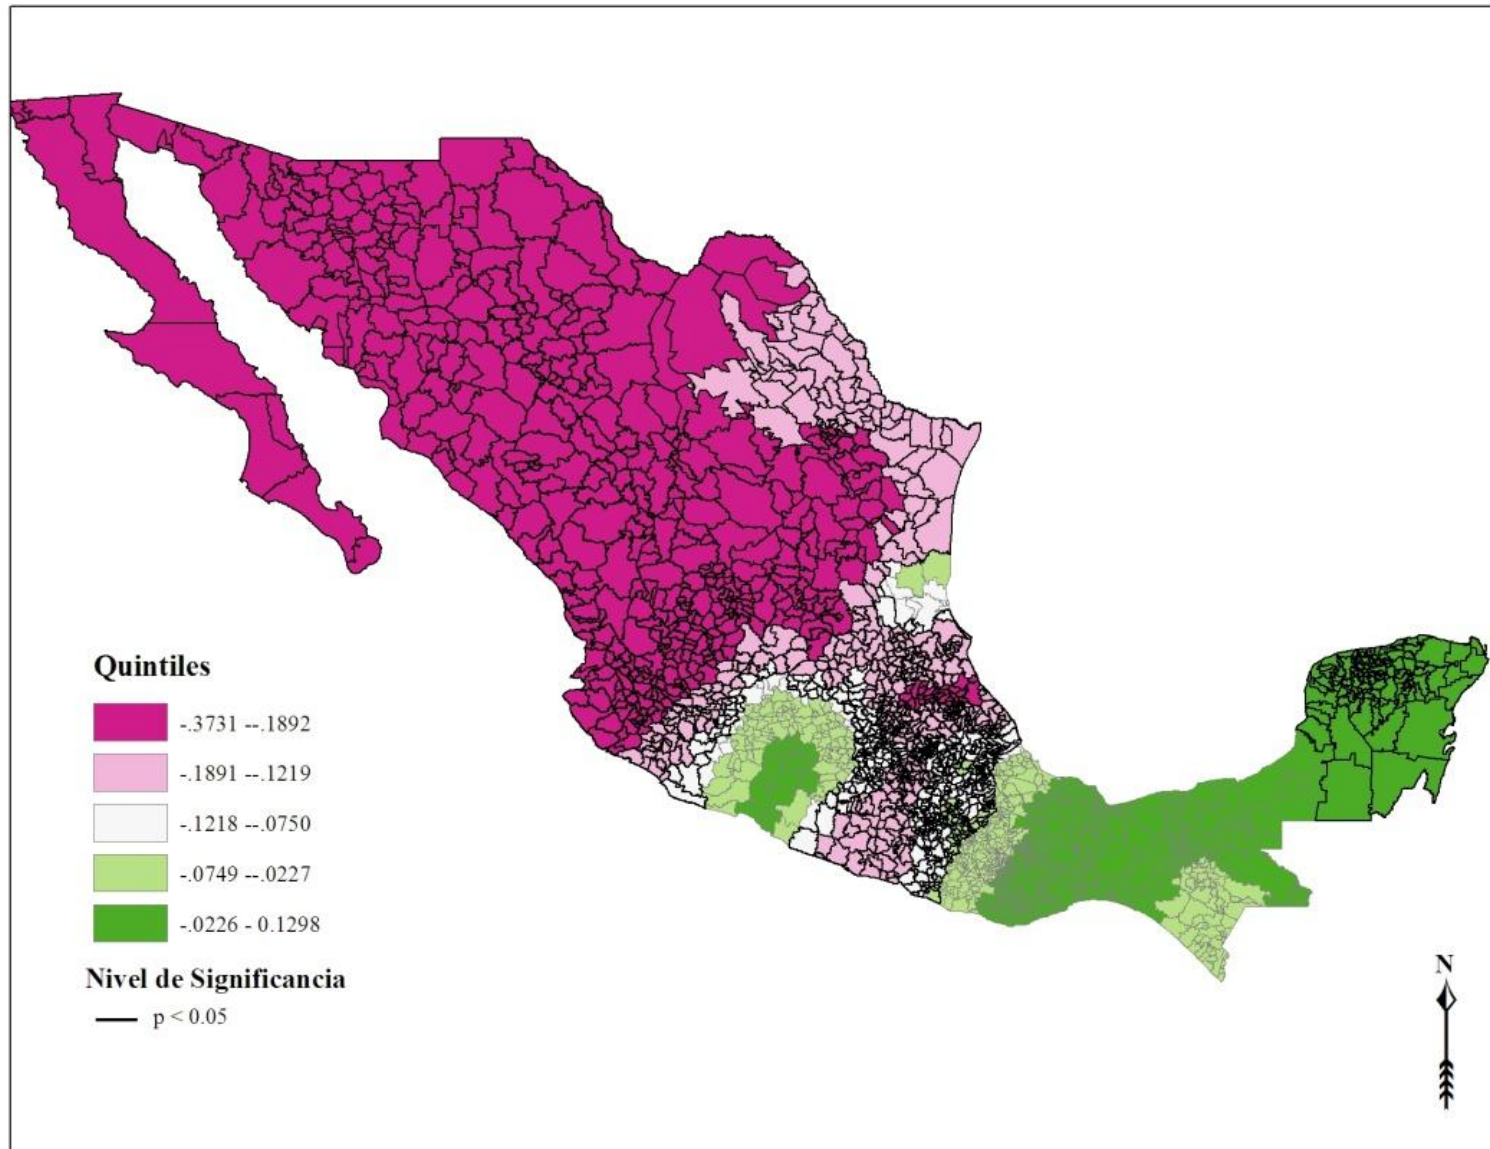 Quintiles
-.3731 --.1892
-.1891 --.1219
-.1218 --.0750
-.0749 --.0227
-.0226 - 0.1298
Nivel de Significancia
p < 0.05
N